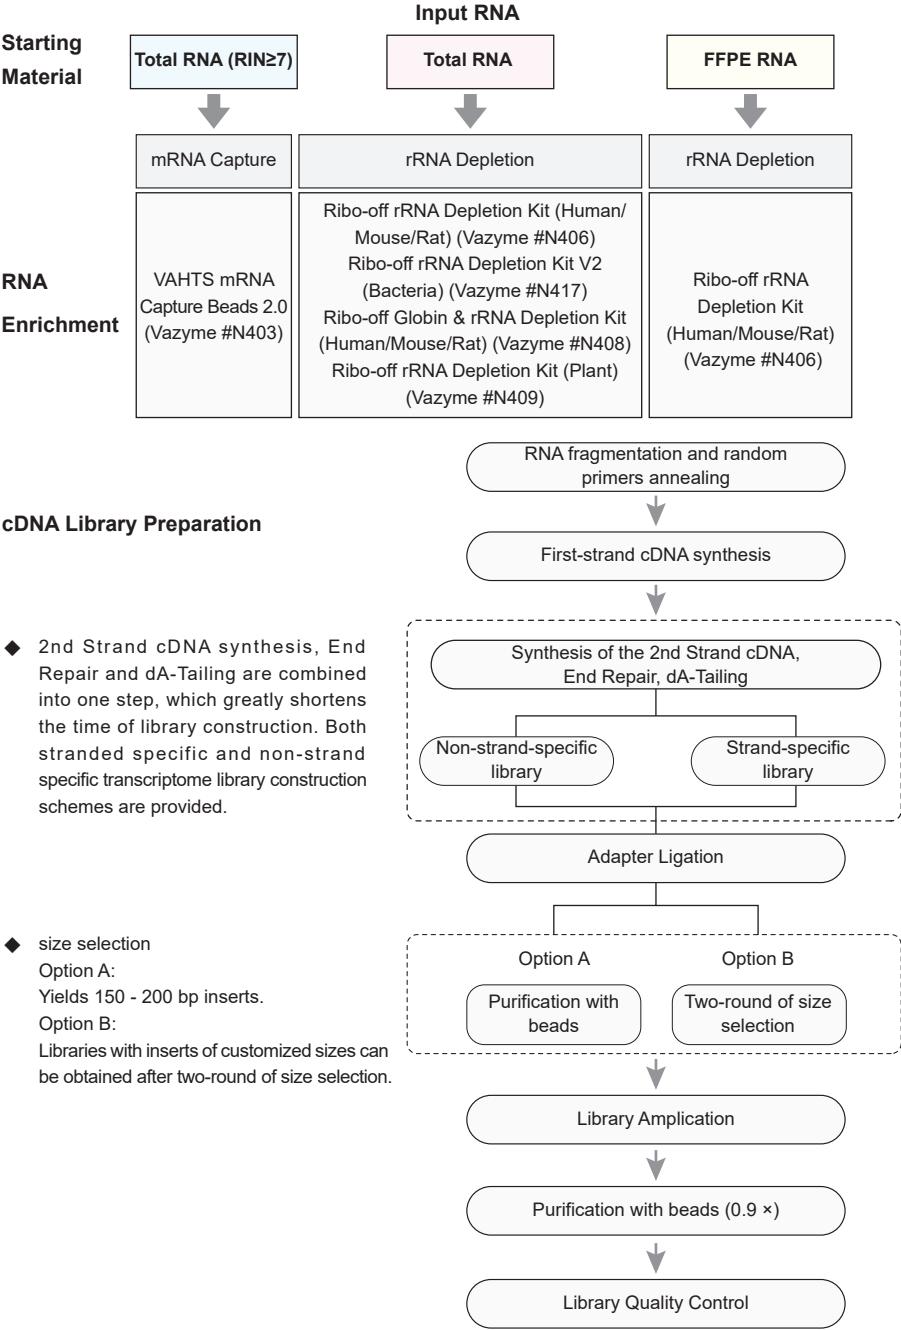 Input RNA
Starting
Material
Total RNA (RIN≥7)
Total RNA
FFPE RNA
mRNA Capture
rRNA Depletion
rRNA Depletion
RNA
Enrichment
VAHTS mRNA
Capture Beads 2.0
(Vazyme #N403)
Ribo-off rRNA Depletion Kit (Human/
Mouse/Rat) (Vazyme #N406)
Ribo-off rRNA Depletion Kit V2
(Bacteria) (Vazyme #N417)
Ribo-off Globin & rRNA Depletion Kit
(Human/Mouse/Rat) (Vazyme #N408)
Ribo-off rRNA Depletion Kit (Plant)
(Vazyme #N409)
Ribo-off rRNA
Depletion Kit
(Human/Mouse/Rat)
(Vazyme #N406)
RNA fragmentation and random
primers annealing
cDNA Library Preparation
First-strand cDNA synthesis
◆ 2nd Strand cDNA synthesis, End
Repair and dA-Tailing are combined
into one step, which greatly shortens
the time of library construction. Both
stranded specific and non-strand
specific transcriptome library construction
schemes are provided.
Synthesis of the 2nd Strand cDNA,
End Repair, dA-Tailing
Non-strand-specific
library
Strand-specific
library
Adapter Ligation
◆ size selection
Option A:
Yields 150 - 200 bp inserts.
Option B:
Libraries with inserts of customized sizes can
be obtained after two-round of size selection.
Option A
Option B
Purification with
beads
Two-round of size
selection
Library Amplication
Purification with beads (0.9 ×)
Library Quality Control